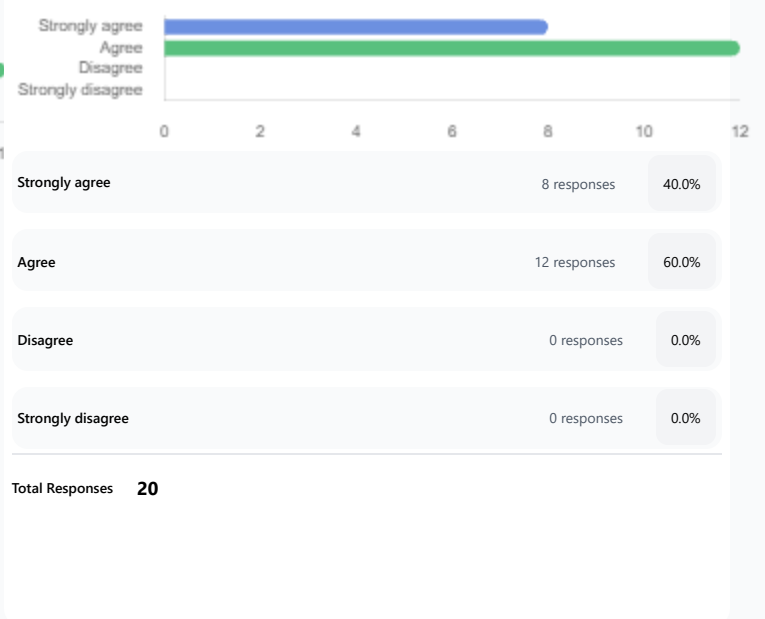 Strongly agree
Agree
Disagree
Strongly disagree
0 2 4 6 8 10 12
Strongly agree 8 responses 40.0%
Agree 12 responses 60.0%
Disagree 0 responses 0.0%
Strongly disagree 0 responses 0.0%
Total Responses 20